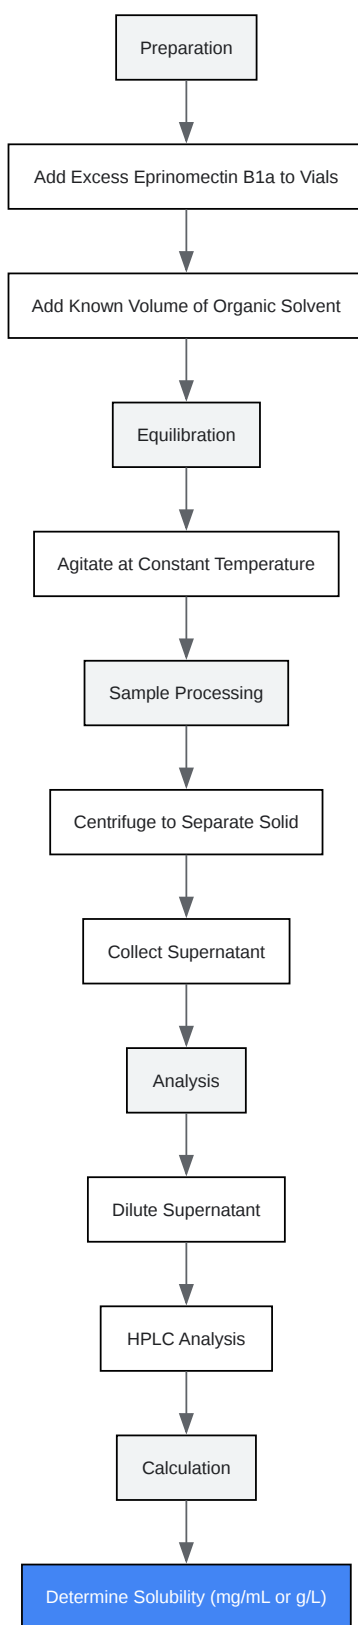 Preparation
Add Excess Eprinomectin B1a to Vials
Add Known Volume of Organic Solvent
Equilibration
Agitate at Constant Temperature
Sample Processing
Centrifuge to Separate Solid
Collect Supernatant
Analysis
Dilute Supernatant
HPLC Analysis
Calculation
Determine Solubility (mg/mL or g/L)